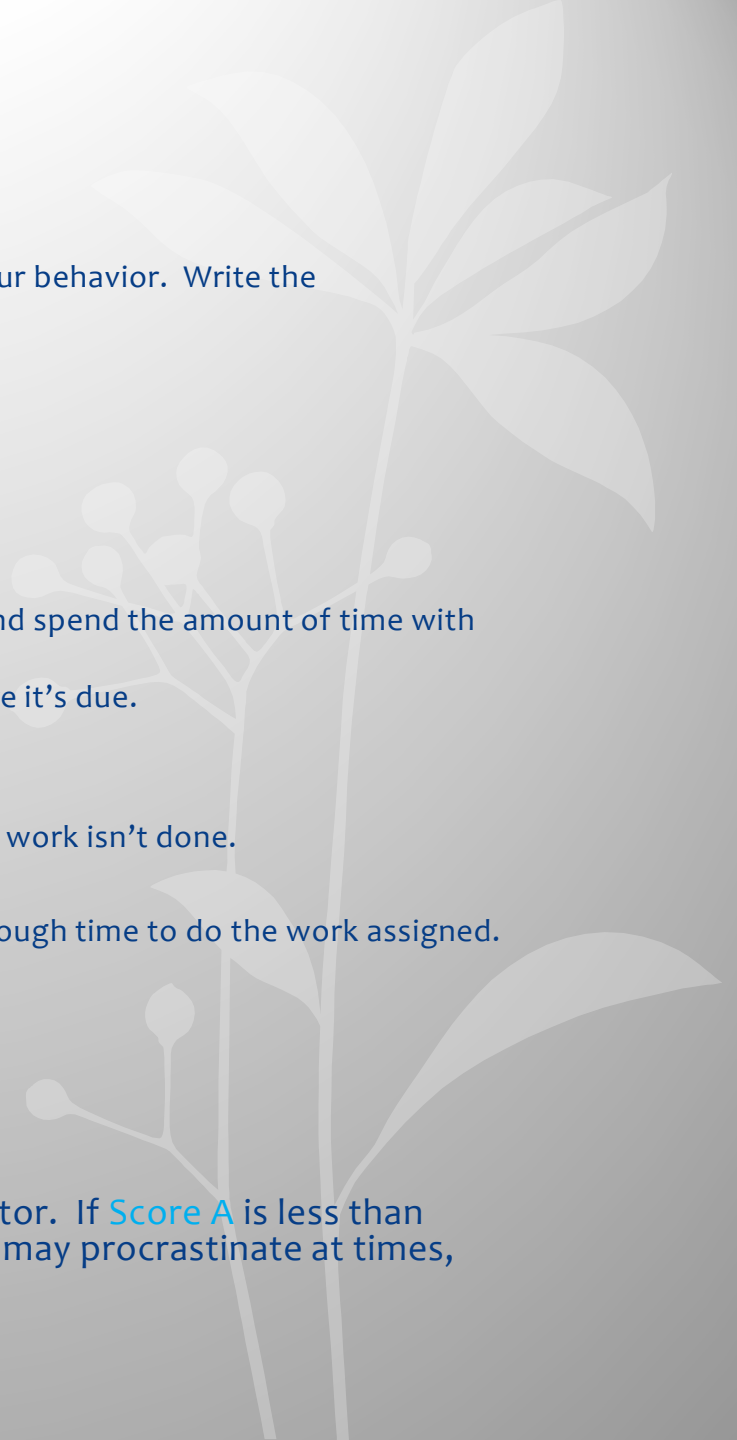 ur behavior.  Write the
nd spend the amount of time with
e it’s due.
work isn’t done.
ough time to do the work assigned.
tor.  If Score A is less than
may procrastinate at times,